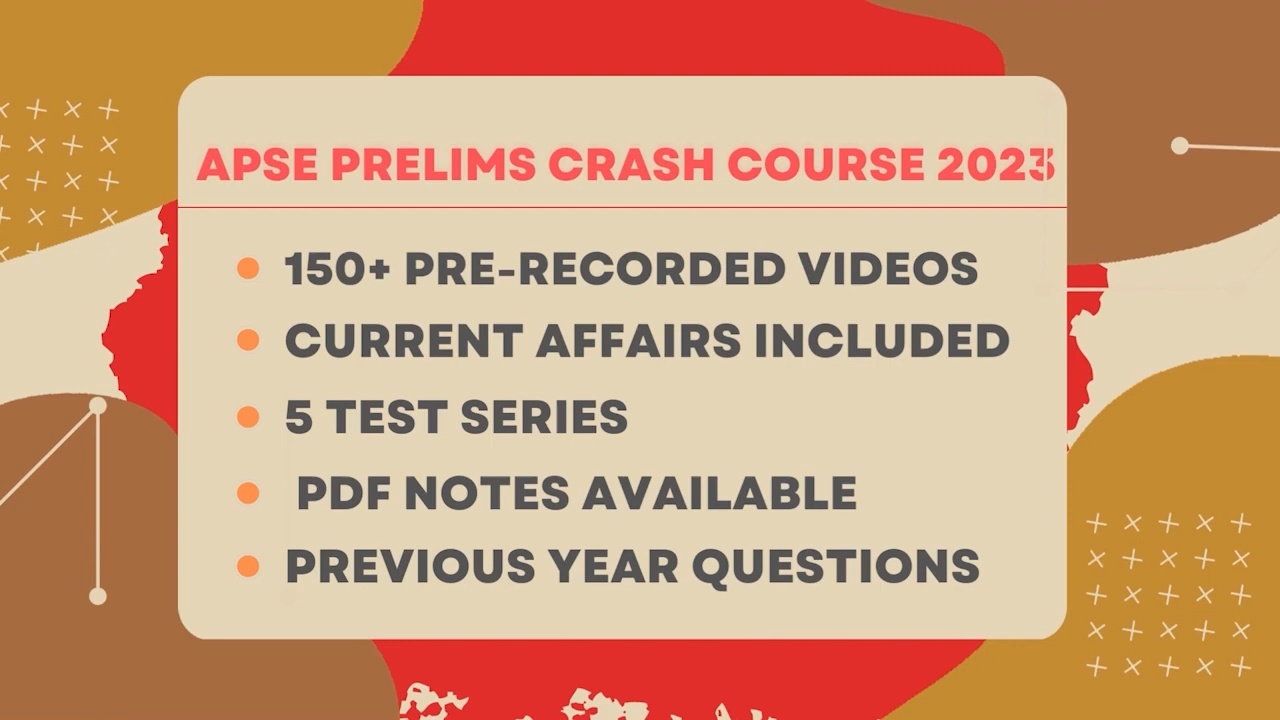 APSE PRELIMS CRASH COURSE 2023
150+ PRE-RECORDED VIDEOS
CURRENT AFFAIRS INCLUDED
5 TEST SERIES
PDF NOTES AVAILABLE
PREVIOUS YEAR QUESTIONS